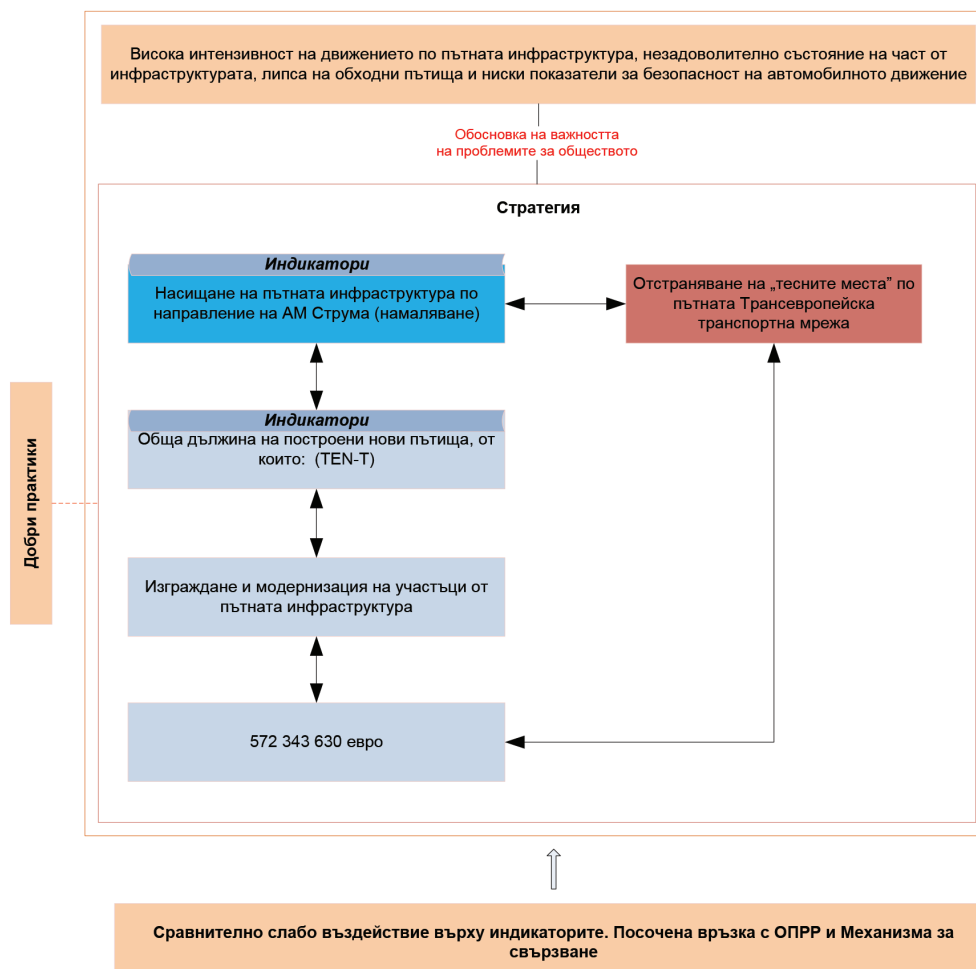 Висока интензивност на движението по пътната инфраструктура, незадоволително състояние на част от
инфраструктурата, липса на обходни пътища и ниски показатели за безопасност на автомобилното движение
Обосновка на важността
на проблемите за обществото
Стратегия
Индикатори
Насищане на пътната инфраструктура по
направление на АМ Струма (намаляване)
Отстраняване на „тесните места” по
пътната Трансевропейска
транспортна мрежа
Индикатори
Обща дължина на построени нови пътища, от
които: (TEN-T)
Добри практики
Изграждане и модернизация на участъци от
пътната инфраструктура
572 343 630 евро
Сравнително слабо въздействие върху индикаторите. Посочена връзка с ОПРР и Механизма за
свързване